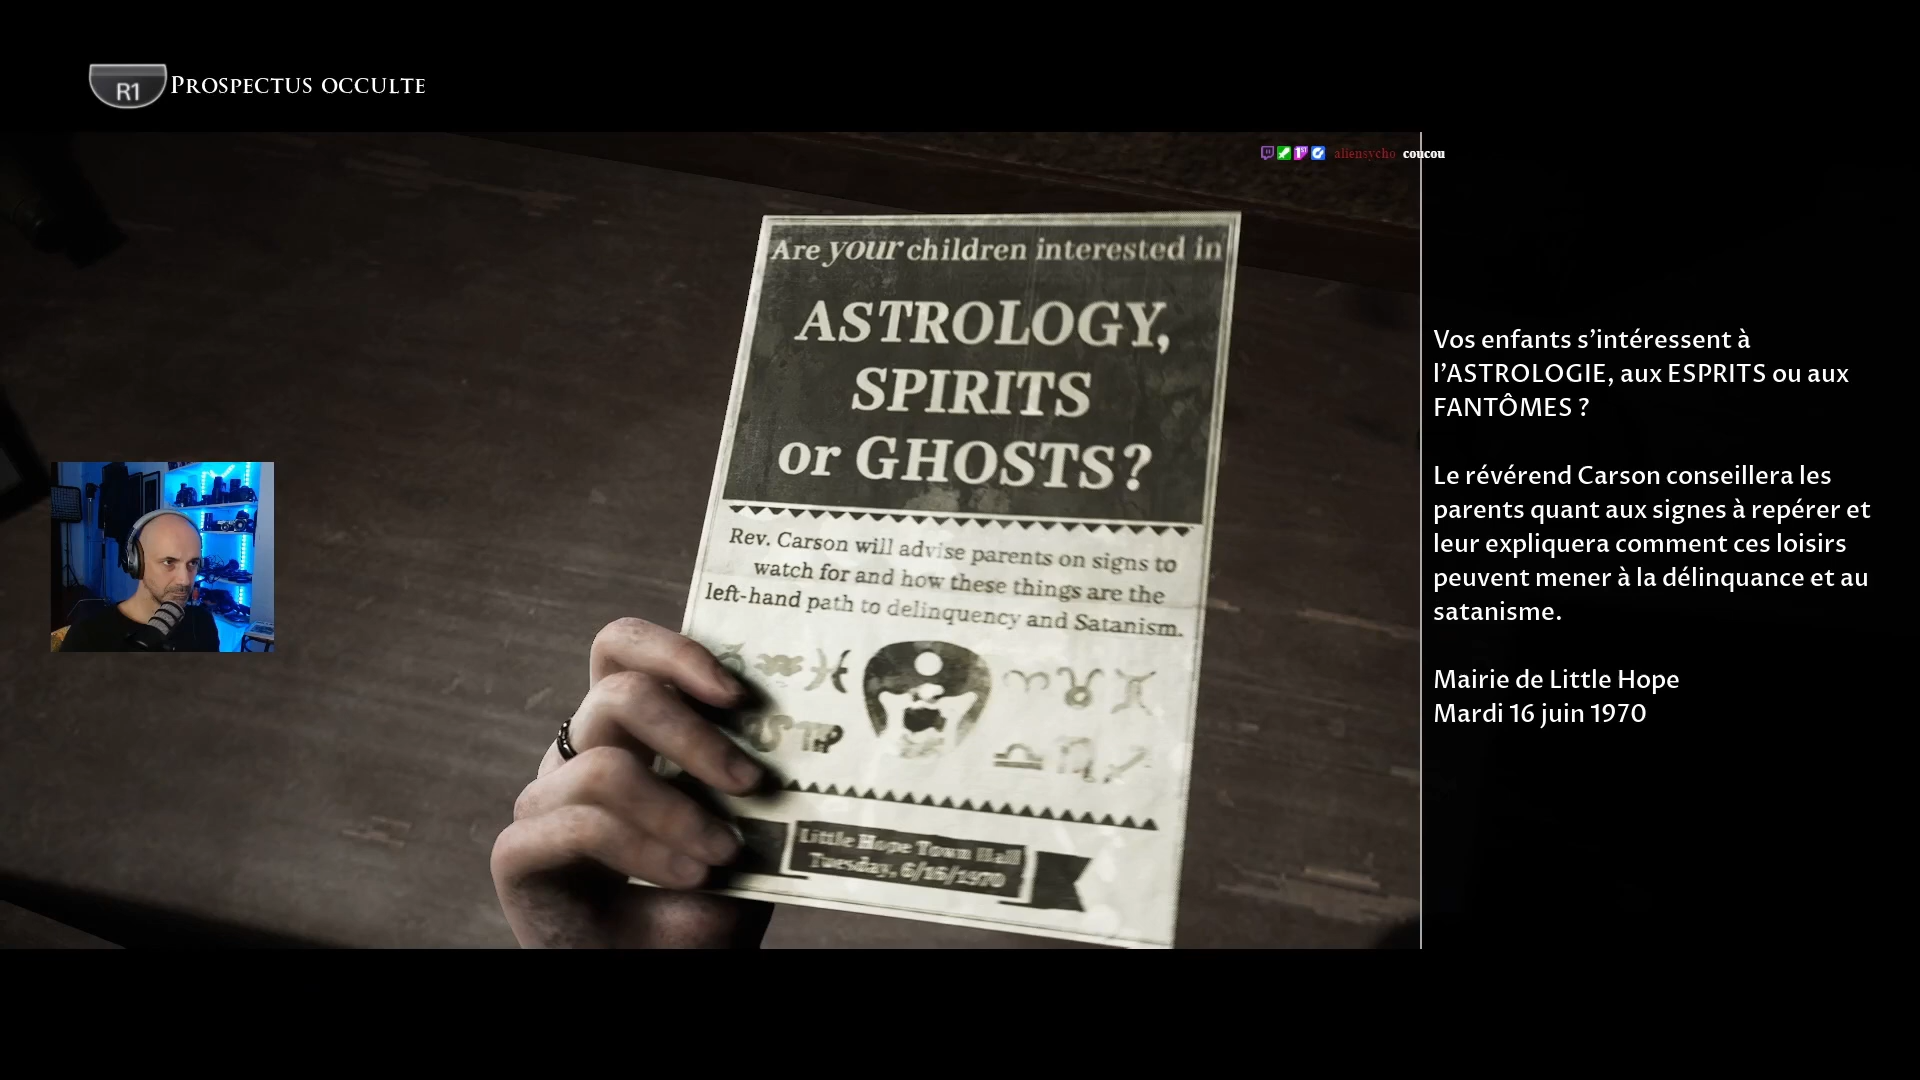 R1 PROSPECTUS OCCULTE
aliensycho coucou
Are your children interested in
ASTROLOGY,
SPIRITS
or GHOSTS?
Rev. Carson will advise parents on signs to
watch for and how these things are the
left-hand path to delinquency and Satanism.
Little Hope Town Hall
Tuesday, 6/16/1970
Vos enfants s'intéressent à
l'ASTROLOGIE, aux ESPRITS ou aux
FANTÔMES ?
Le révérend Carson conseillera les
parents quant aux signes à repérer et
leur expliquera comment ces loisirs
peuvent mener à la délinquance et au
satanisme.
Mairie de Little Hope
Mardi 16 juin 1970